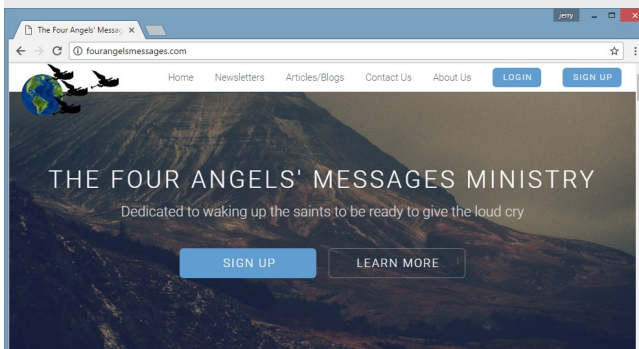 jerry
The Four Angels' Messag
fourangelsmessages.com
Home Newsletters Articles/Blogs Contact Us About Us LOGIN SIGN UP
THE FOUR ANGELS' MESSAGES MINISTRY
Dedicated to waking up the saints to be ready to give the loud cry
SIGN UP LEARN MORE